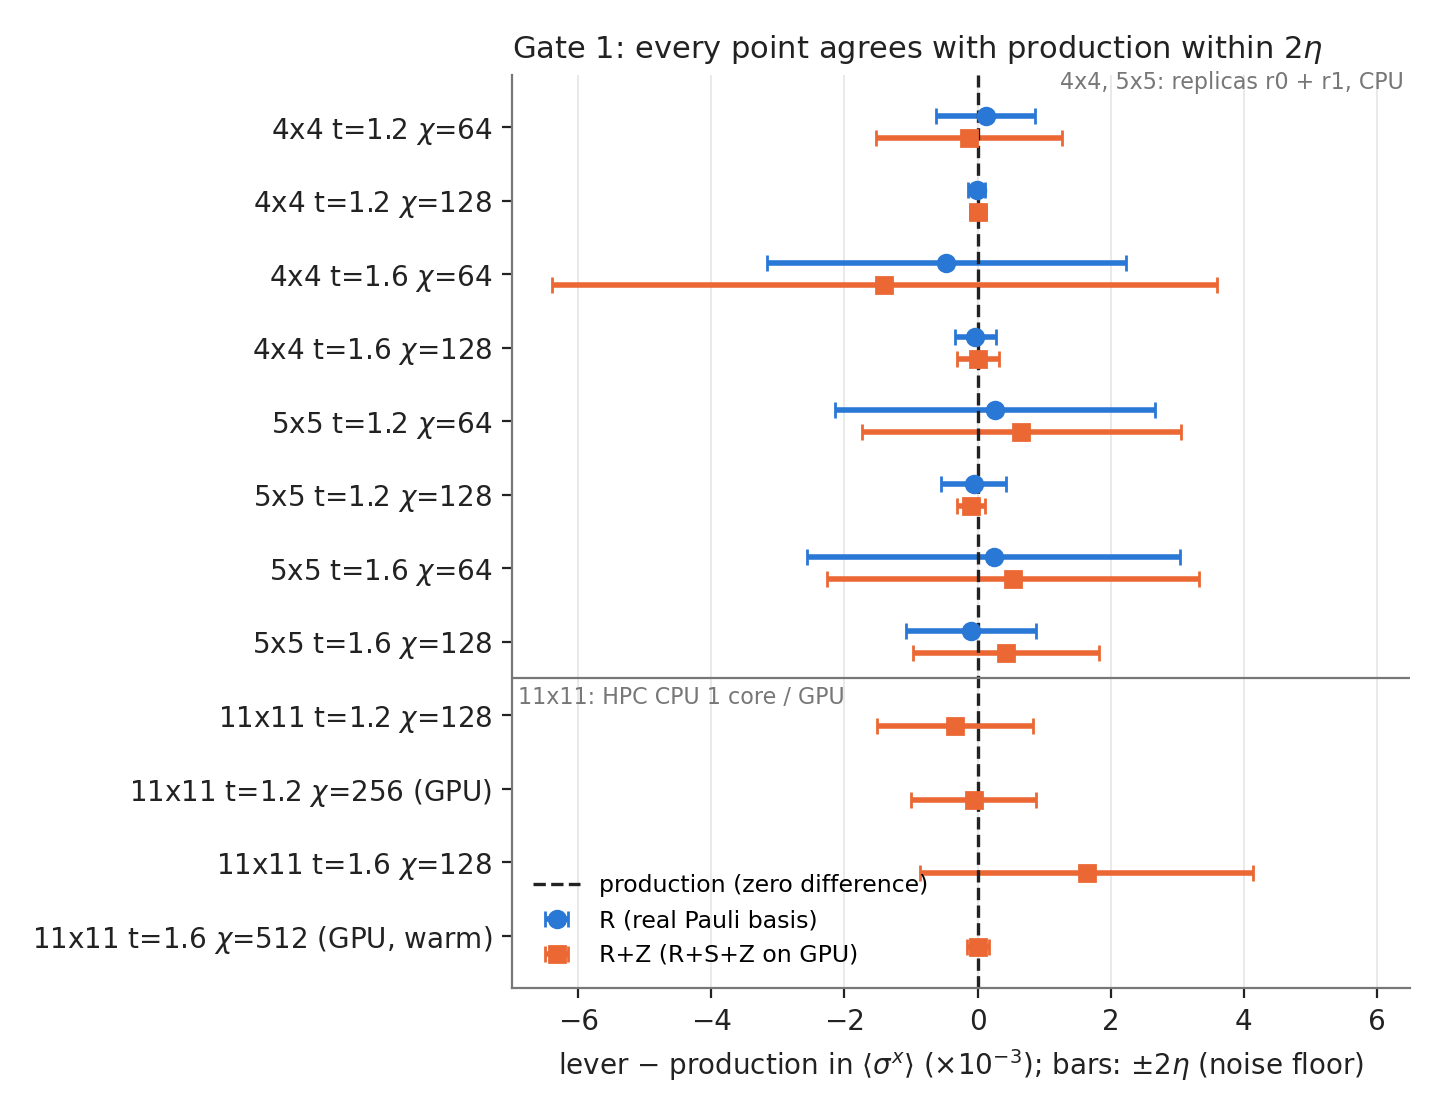 Gate 1: every point agrees with production within 2η
4x4, 5x5: replicas r0 + r1, CPU
4x4 t=1.2 χ=64
4x4 t=1.2 χ=128
4x4 t=1.6 χ=64
4x4 t=1.6 χ=128
5x5 t=1.2 χ=64
5x5 t=1.2 χ=128
5x5 t=1.6 χ=64
5x5 t=1.6 χ=128
11x11: HPC CPU 1 core / GPU
11x11 t=1.2 χ=128
11x11 t=1.2 χ=256 (GPU)
11x11 t=1.6 χ=128
11x11 t=1.6 χ=512 (GPU, warm)
production (zero difference)
R (real Pauli basis)
R+Z (R+S+Z on GPU)
−6 −4 −2 0 2 4 6
lever − production in ⟨σˣ⟩ (×10⁻³); bars: ±2η (noise floor)